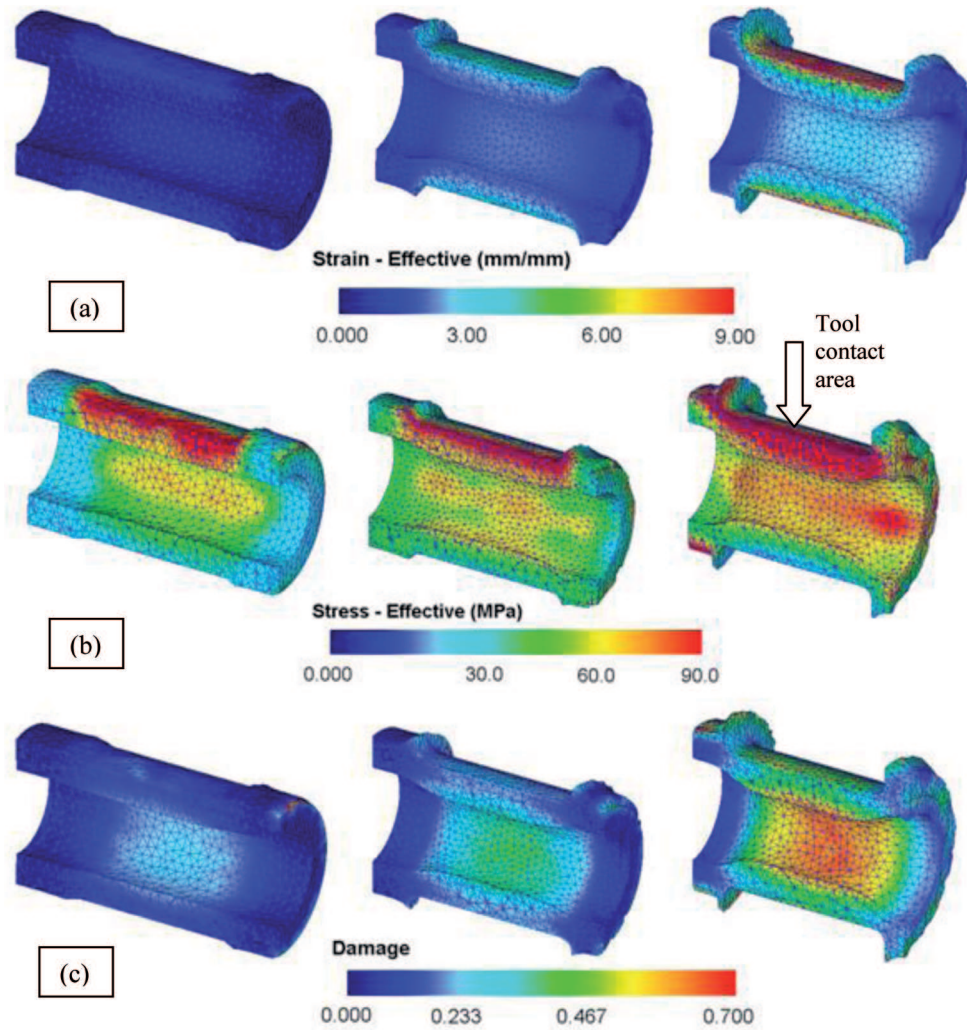 Strain - Effective (mm/mm)
(a)
0.000 3.00 6.00 9.00
Tool
contact
area
Stress - Effective (MPa)
(b)
0.000 30.0 60.0 90.0
Damage
(c)
0.000 0.233 0.467 0.700